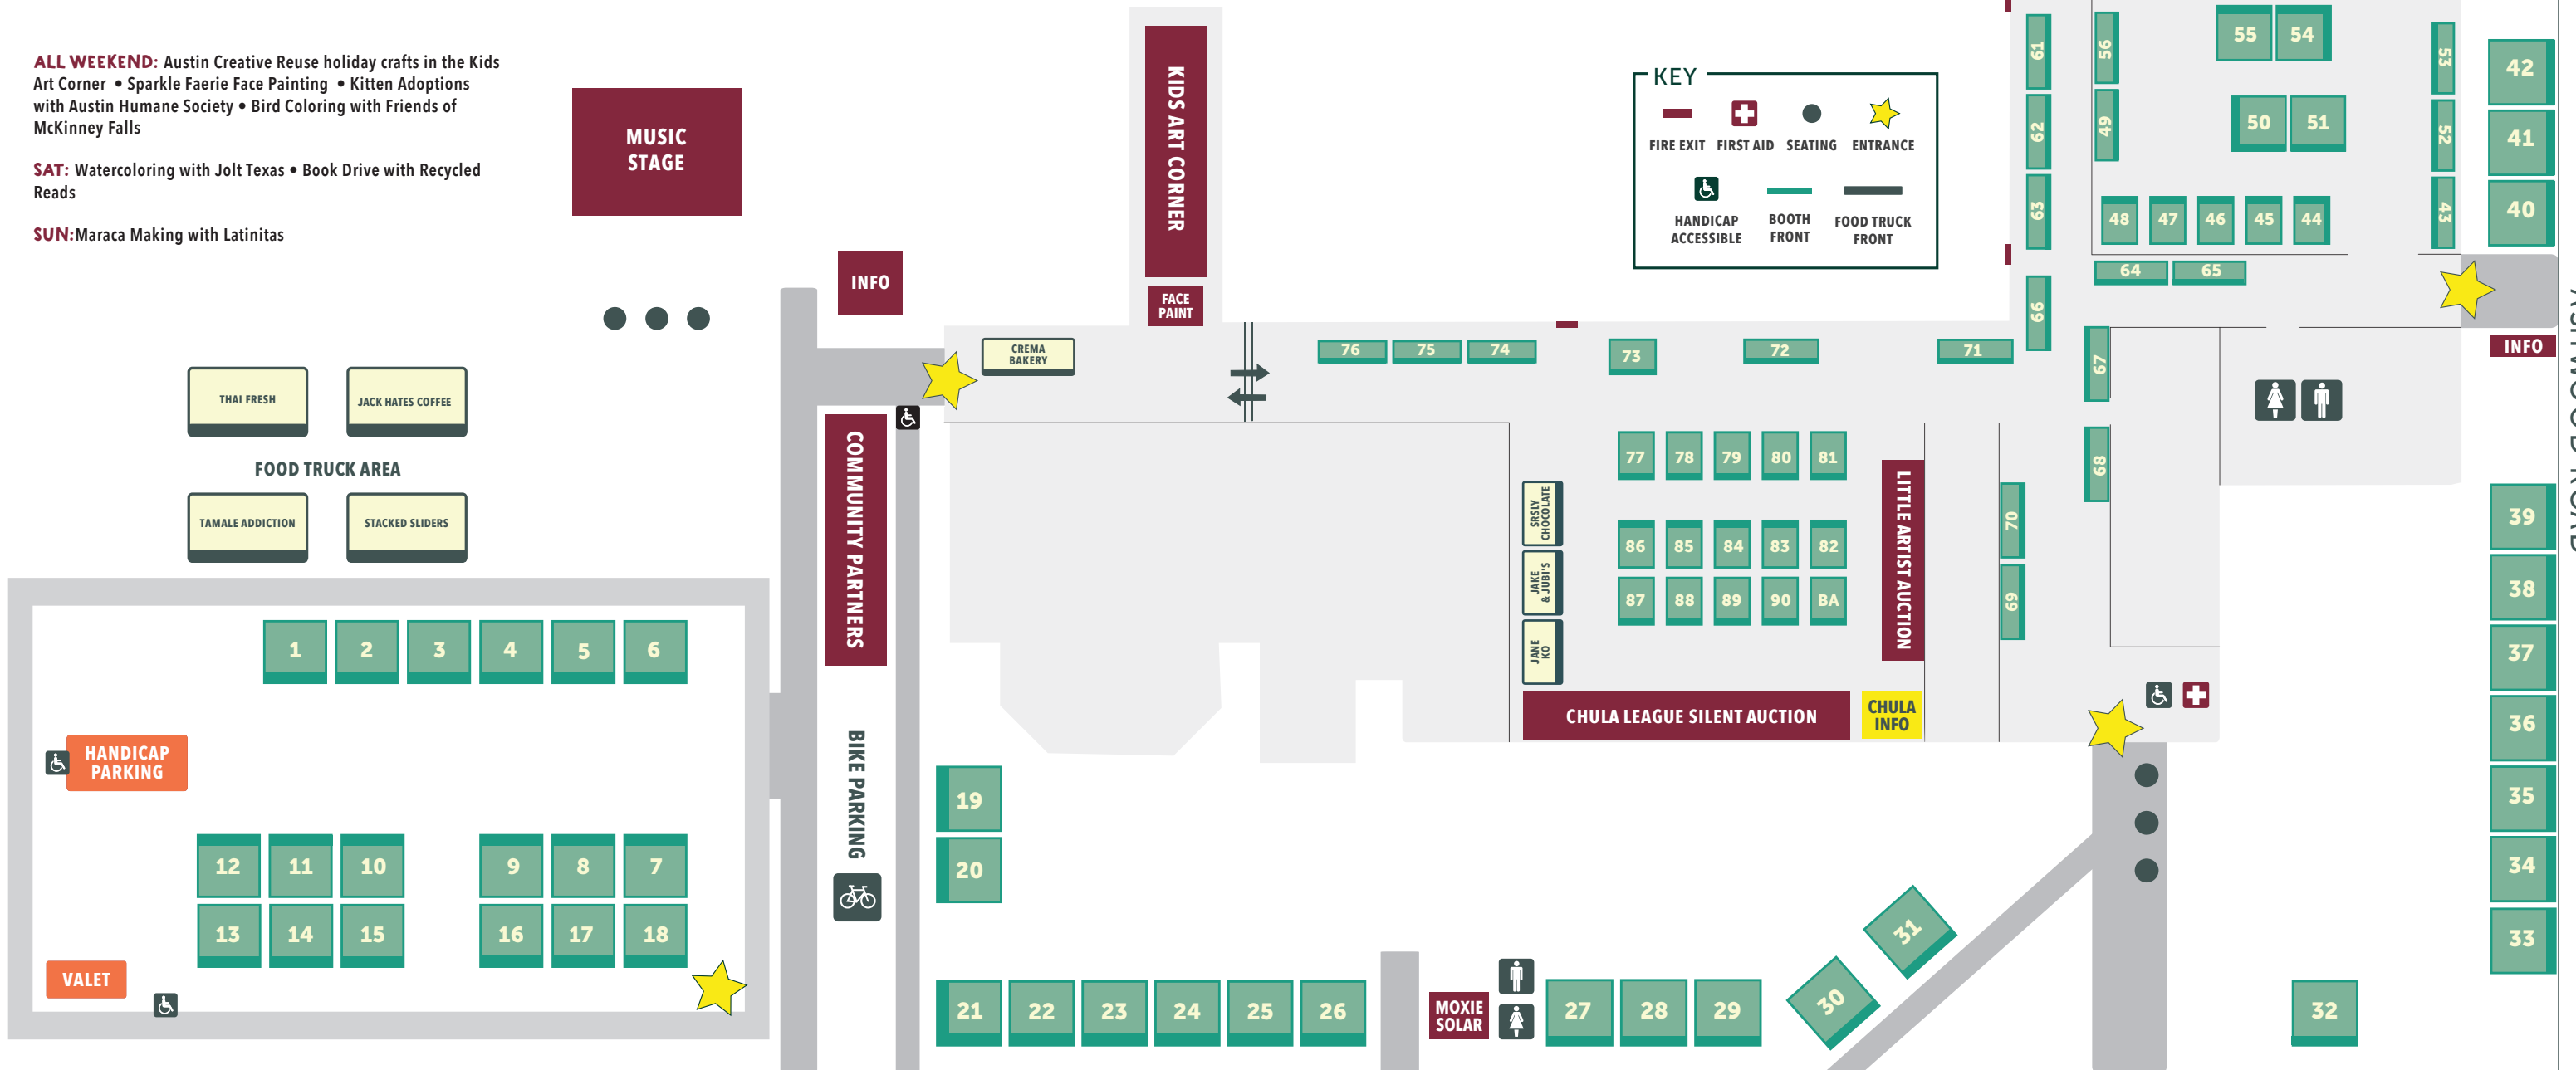 ALL WEEKEND: Austin Creative Reuse holiday crafts in the Kids
Art Corner • Sparkle Faerie Face Painting • Kitten Adoptions
with Austin Humane Society • Bird Coloring with Friends of
McKinney Falls
SAT: Watercoloring with Jolt Texas • Book Drive with Recycled
Reads
SUN:Maraca Making with Latinitas
MUSIC
STAGE
INFO
KIDS ART CORNER
FACE
PAINT
KEY
FIRE EXIT
FIRST AID
SEATING
ENTRANCE
HANDICAP
ACCESSIBLE
BOOTH
FRONT
FOOD TRUCK
FRONT
61
62
63
66
56
49
55
54
50
51
53
52
43
48
47
46
45
44
64
65
42
41
40
INFO
CREMA
BAKERY
76
75
74
73
72
71
67
68
THAI FRESH
JACK HATES COFFEE
FOOD TRUCK AREA
TAMALE ADDICTION
STACKED SLIDERS
COMMUNITY PARTNERS
BIKE PARKING
77
78
79
80
81
86
85
84
83
82
87
88
89
90
BA
SRSLY
CHOCOLATE
JAKE
& JUBI'S
JANE
KO
LITTLE ARTIST AUCTION
70
69
CHULA LEAGUE SILENT AUCTION
CHULA
INFO
39
38
37
36
35
34
33
32
1
2
3
4
5
6
HANDICAP
PARKING
12
11
10
9
8
7
13
14
15
16
17
18
VALET
19
20
21
22
23
24
25
26
MOXIE
SOLAR
27
28
29
30
31